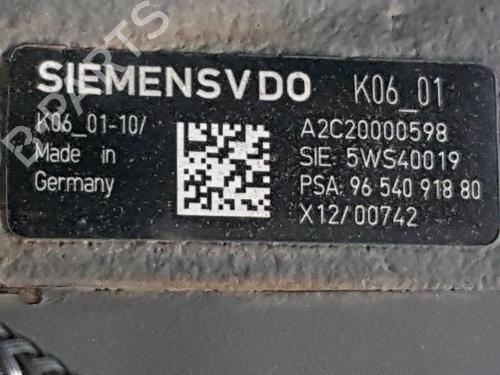 SIEMENSVDO K06_01
K06_01-10/
Made in
Germany
A2C20000598
SIE: 5WS40019
PSA: 96 540 918 80
X12/00742
B-PARTS